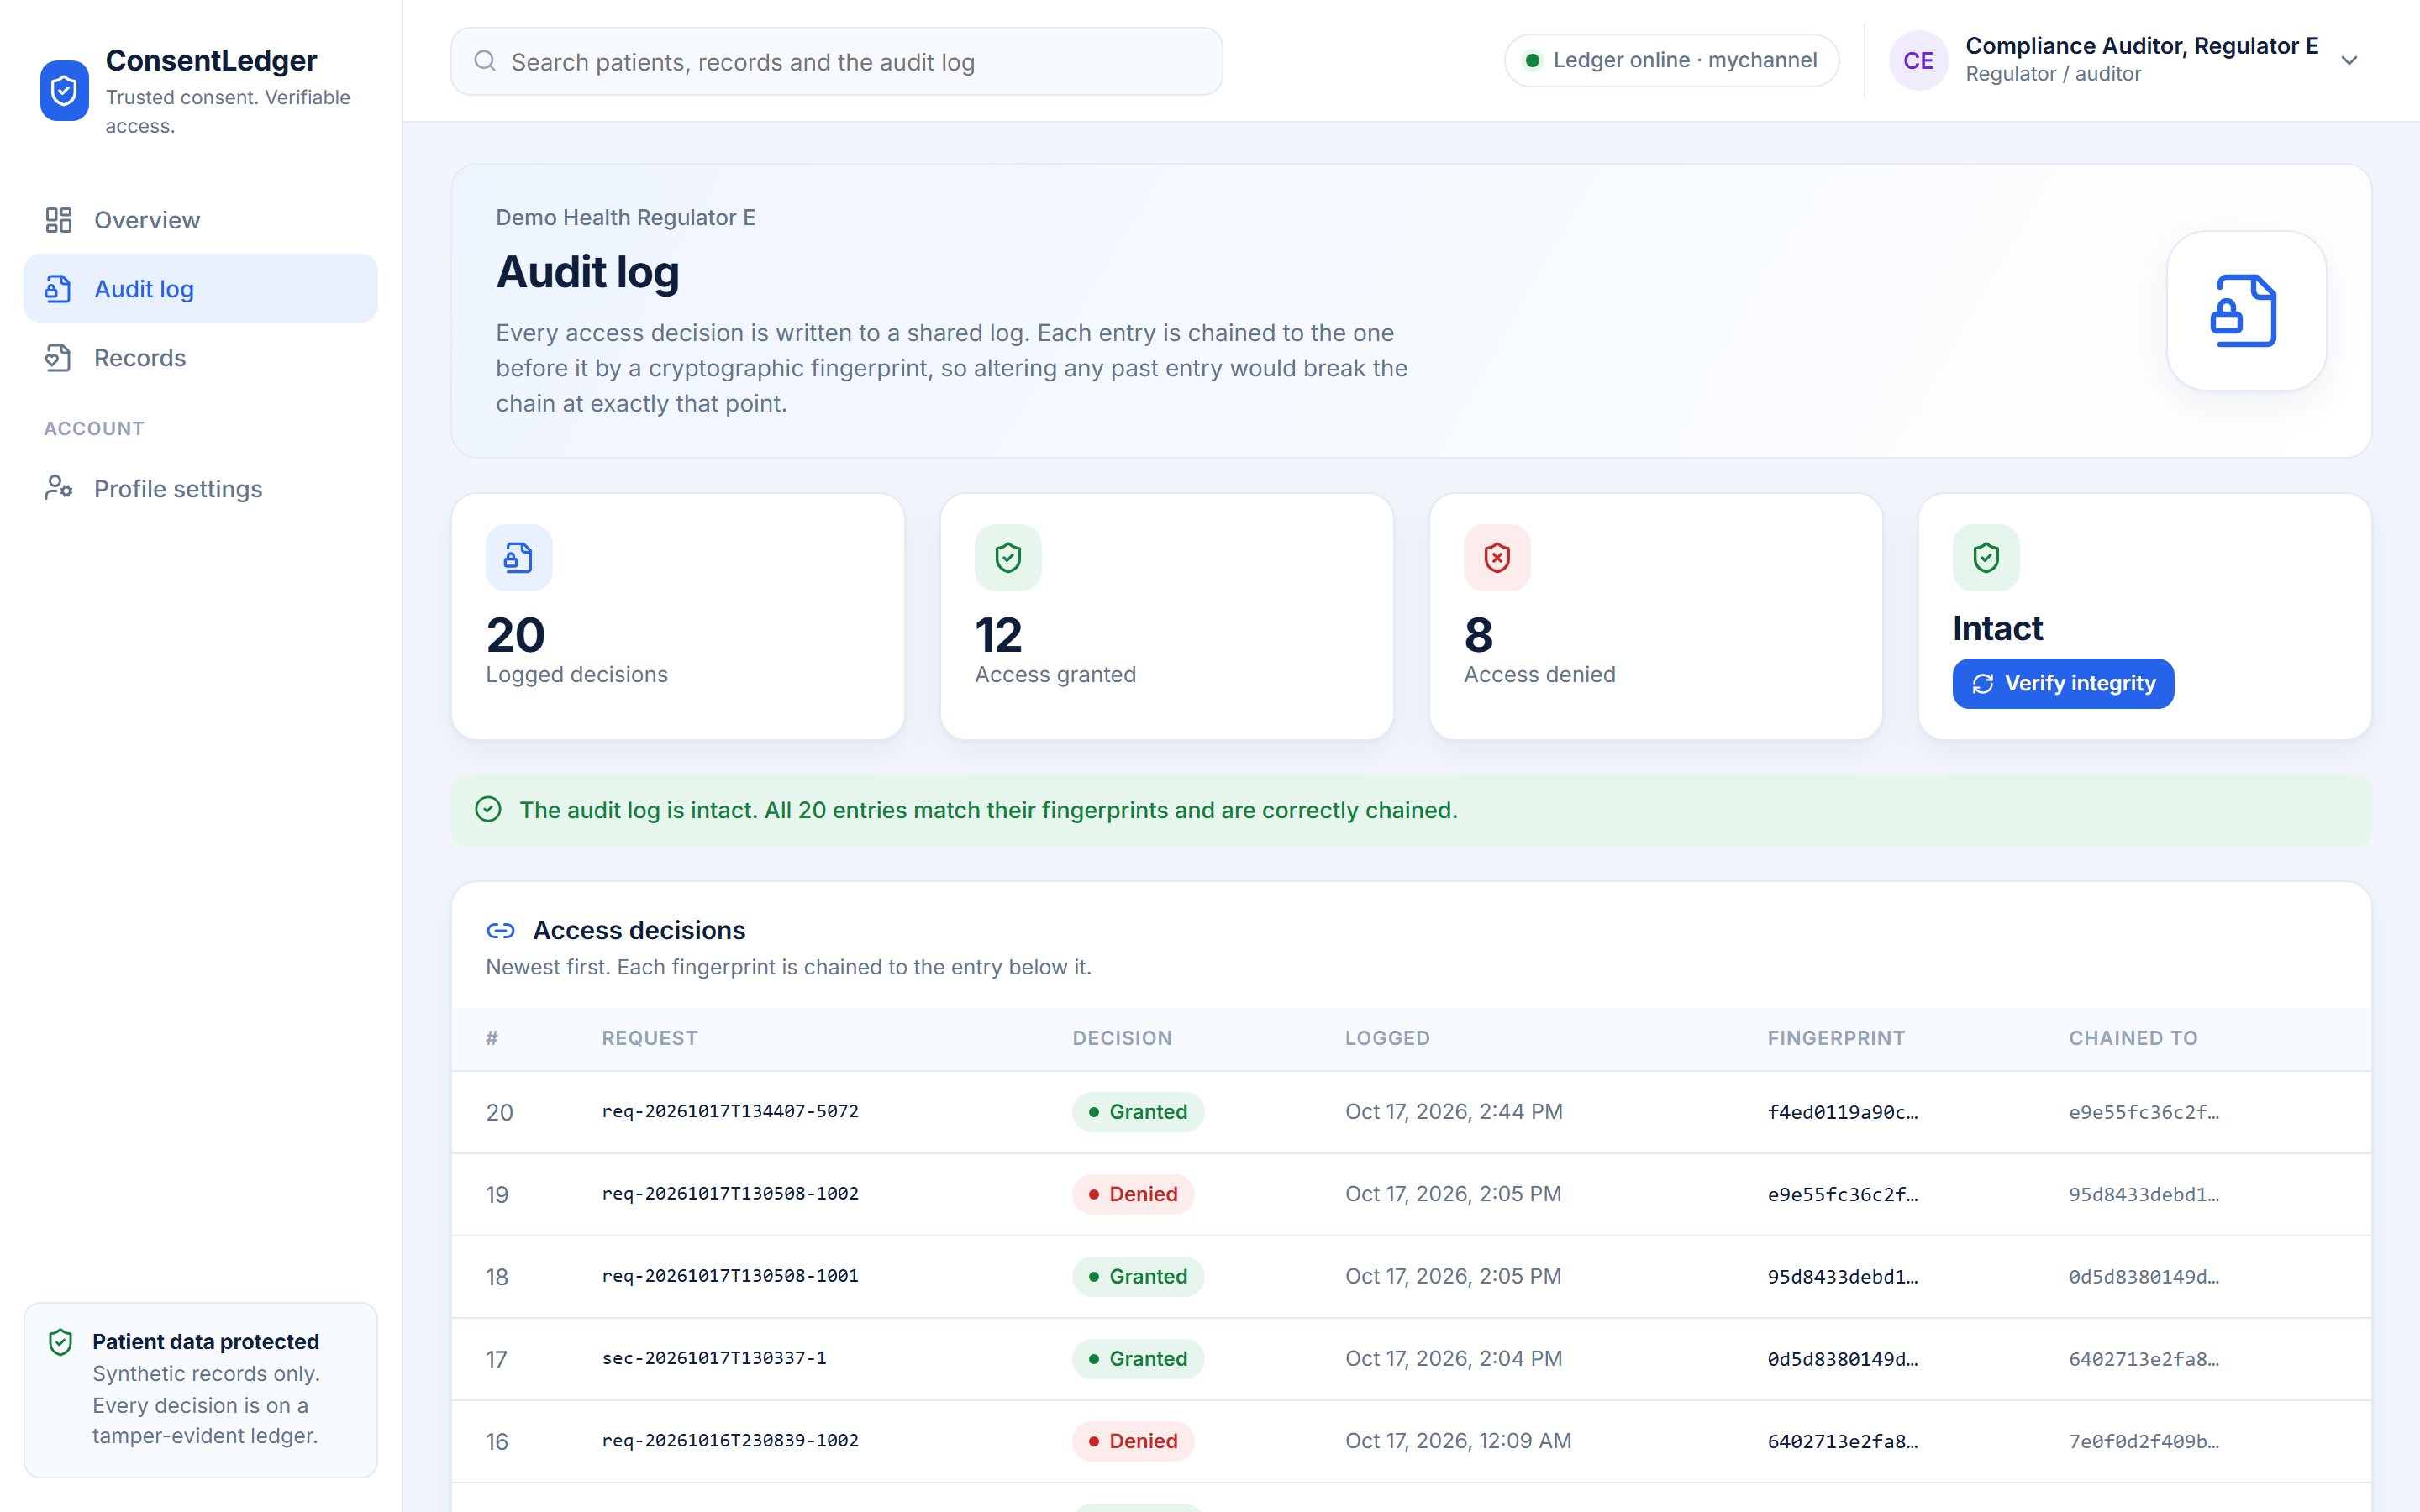 ConsentLedger
Trusted consent. Verifiable
access.
Overview
Audit log
Records
ACCOUNT
Profile settings
Patient data protected
Synthetic records only.
Every decision is on a
tamper-evident ledger.
Search patients, records and the audit log
Ledger online · mychannel
CE
Compliance Auditor, Regulator E
Regulator / auditor
Demo Health Regulator E
Audit log
Every access decision is written to a shared log. Each entry is chained to the one
before it by a cryptographic fingerprint, so altering any past entry would break the
chain at exactly that point.
20
Logged decisions
12
Access granted
8
Access denied
Intact
Verify integrity
The audit log is intact. All 20 entries match their fingerprints and are correctly chained.
Access decisions
Newest first. Each fingerprint is chained to the entry below it.
# REQUEST DECISION LOGGED FINGERPRINT CHAINED TO
20 req-20261017T134407-5072 Granted Oct 17, 2026, 2:44 PM f4ed0119a90c… e9e55fc36c2f…
19 req-20261017T130508-1002 Denied Oct 17, 2026, 2:05 PM e9e55fc36c2f… 95d8433debd1…
18 req-20261017T130508-1001 Granted Oct 17, 2026, 2:05 PM 95d8433debd1… 0d5d8380149d…
17 sec-20261017T130337-1 Granted Oct 17, 2026, 2:04 PM 0d5d8380149d… 6402713e2fa8…
16 req-20261016T230839-1002 Denied Oct 17, 2026, 12:09 AM 6402713e2fa8… 7e0f0d2f409b…